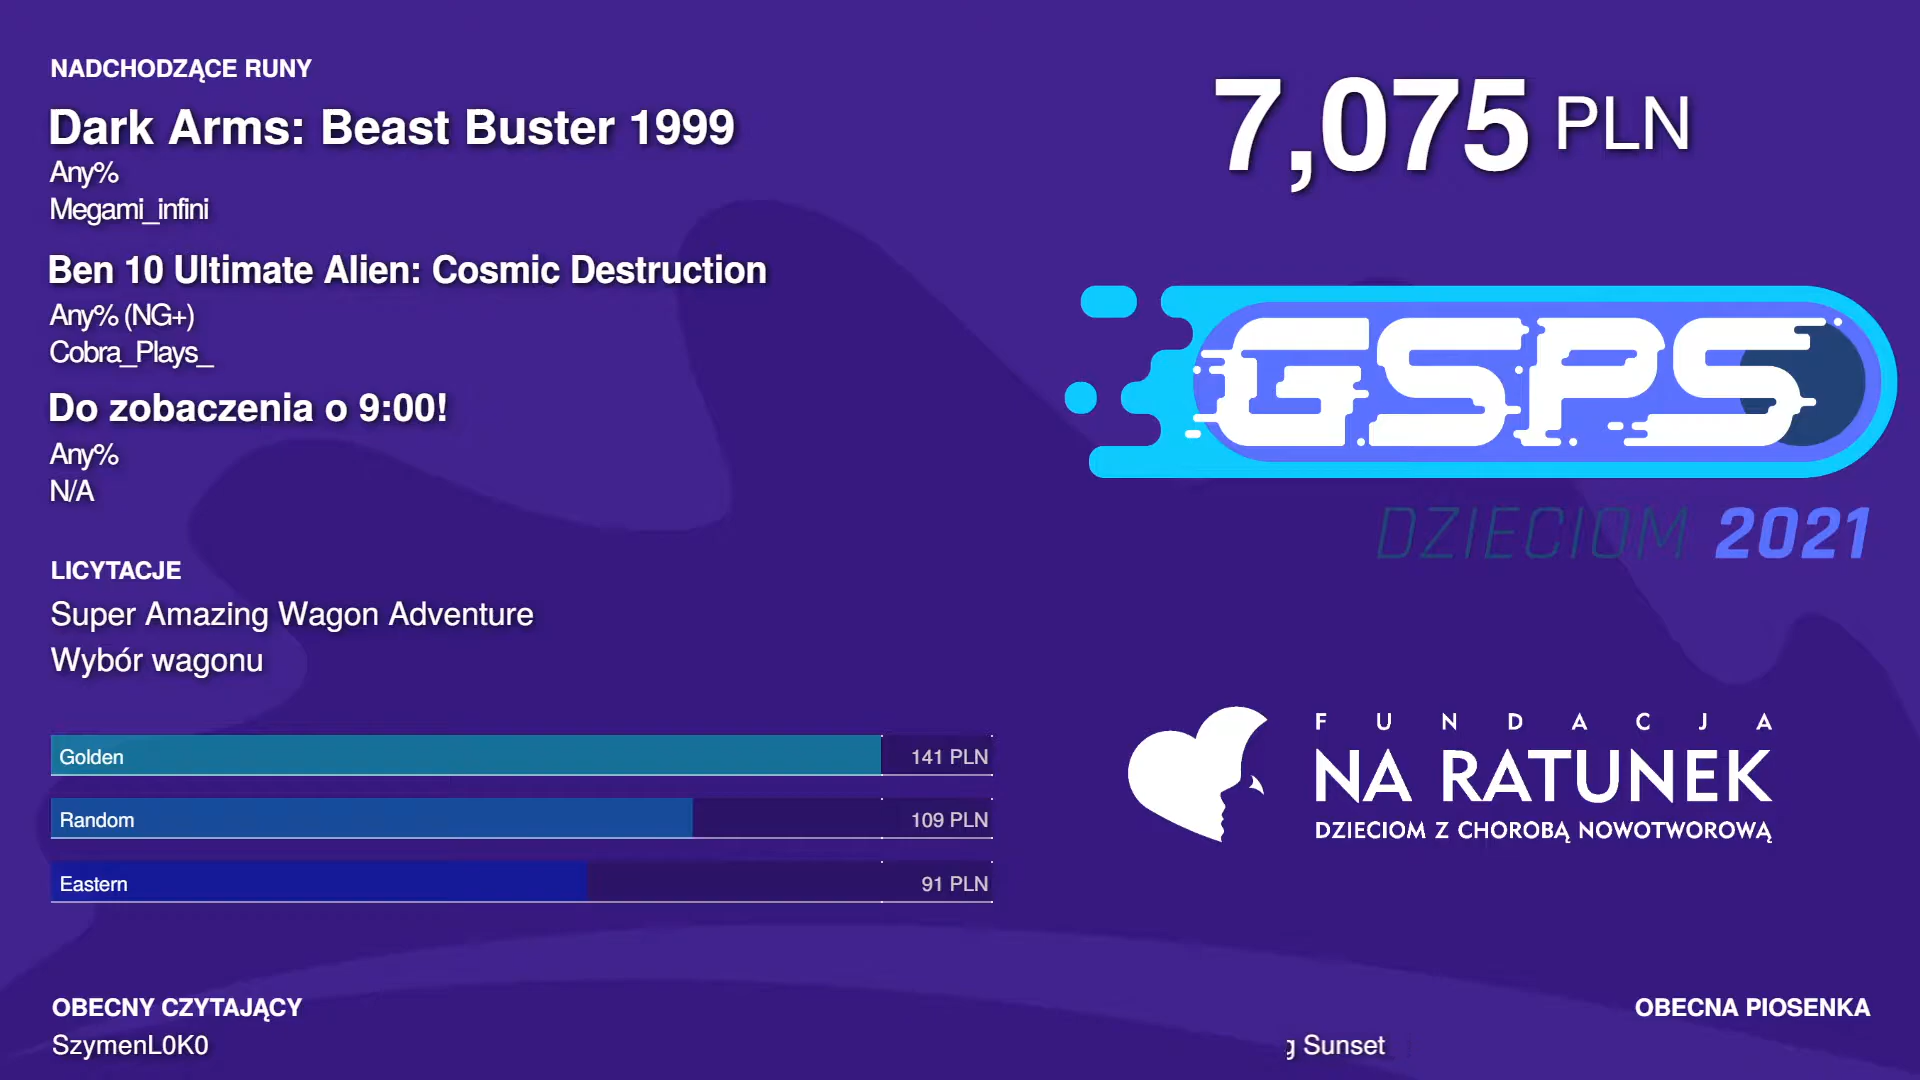 NADCHODZĄCE RUNY
Dark Arms: Beast Buster 1999
Any%
Megami_infini
Ben 10 Ultimate Alien: Cosmic Destruction
Any% (NG+)
Cobra_Plays_
Do zobaczenia o 9:00!
Any%
N/A
LICYTACJE
Super Amazing Wagon Adventure
Wybór wagonu
Golden 141 PLN
Random 109 PLN
Eastern 91 PLN
OBECNY CZYTAJĄCY
SzymenL0K0
7,075 PLN
GSPS
DZIECIOM 2021
FUNDACJA
NA RATUNEK
DZIECIOM Z CHOROBĄ NOWOTWOROWĄ
OBECNA PIOSENKA
Sunset